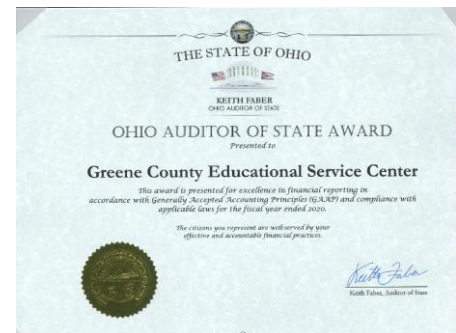 THE STATE OF OHIO
KEITH FABER
OHIO AUDITOR OF STATE
OHIO AUDITOR OF STATE AWARD
Presented to
Greene County Educational Service Center
This award is presented for excellence in financial reporting in
accordance with Generally Accepted Accounting Principles (GAAP) and compliance with
applicable laws for the fiscal year ended 2020.
The citizens you represent are well-served by your
effective and accountable financial practices.
Keith Faber
Keith Faber, Auditor of State